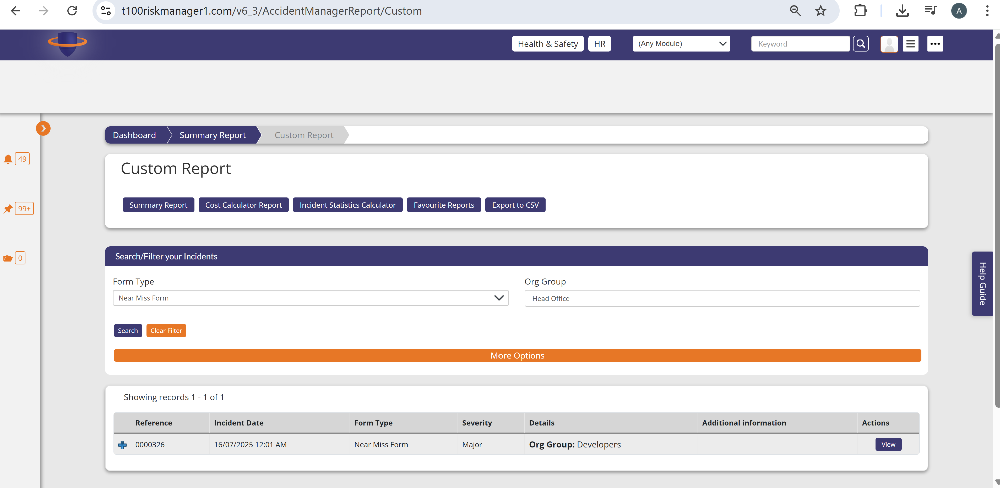 t100riskmanager1.com/v6_3/AccidentManagerReport/Custom
A
Health & Safety HR (Any Module) Keyword
Dashboard Summary Report Custom Report
49
Custom Report
99+
Summary Report Cost Calculator Report Incident Statistics Calculator Favourite Reports Export to CSV
0
Search/Filter your Incidents
Help Guide
Form Type Org Group
Near Miss Form Head Office
Search Clear Filter
More Options
Showing records 1 - 1 of 1
Reference Incident Date Form Type Severity Details Additional information Actions
0000326 16/07/2025 12:01 AM Near Miss Form Major Org Group: Developers View